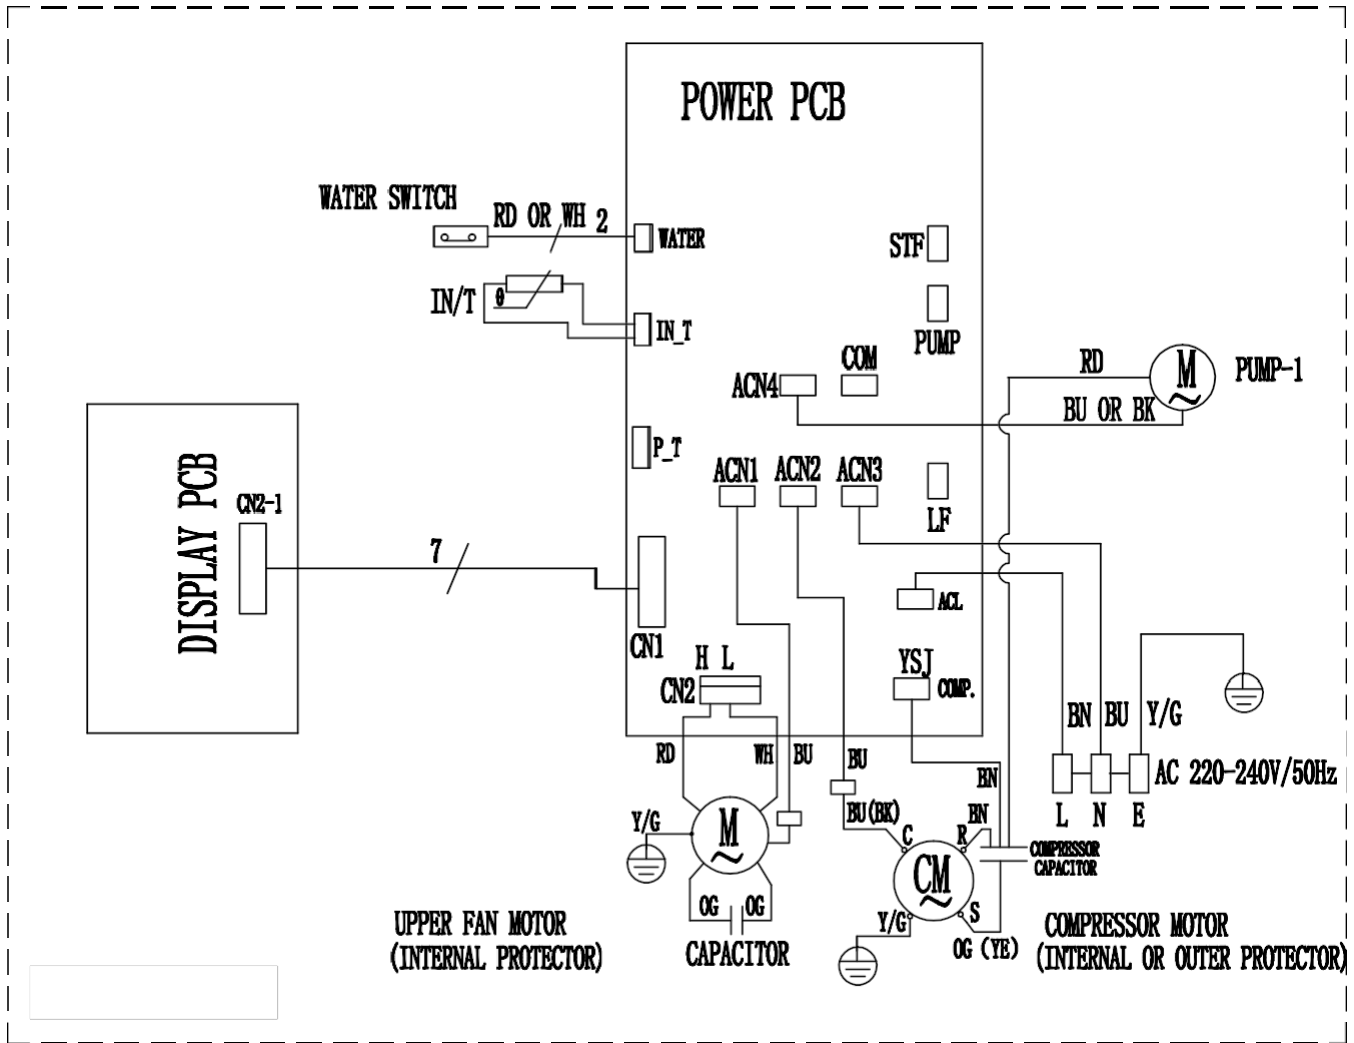 POWER PCB
WATER SWITCH
RD OR WH 2
WATER
STF
IN/T
θ
IN_T
PUMP
COM
ACN4
RD
M
PUMP-1
BU OR BK
P_T
ACN1
ACN2
ACN3
LF
DISPLAY PCB
CN2-1
7
CN1
ACL
H L
CN2
YSJ
COMP.
BN
BU
Y/G
RD
WH
BU
BU
BN
AC 220-240V/50Hz
L
N
E
Y/G
M
BU(BK)
BN
C
R
COMPRESSOR
CAPACITOR
CM
OG
OG
CAPACITOR
Y/G
S
OG (YE)
UPPER FAN MOTOR
(INTERNAL PROTECTOR)
COMPRESSOR MOTOR
(INTERNAL OR OUTER PROTECTOR)